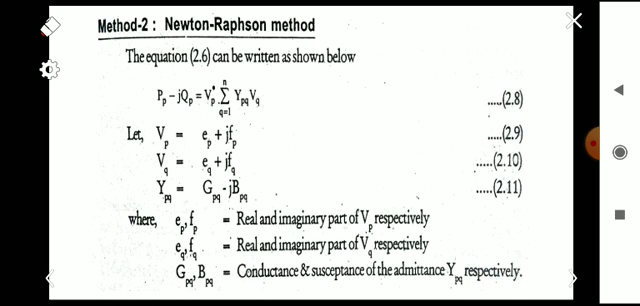 Method-2 : Newton-Raphson method
The equation (2.6) can be written as shown below
Pp – jQp = Vp* Σ(q=1 to n) Ypq Vq .....(2.8)
Let, Vp = ep + jfp .....(2.9)
Vq = eq + jfq .....(2.10)
Ypq = Gpq - jBpq .....(2.11)
where, ep, fp = Real and imaginary part of Vp respectively
eq, fq = Real and imaginary part of Vq respectively
Gpq, Bpq = Conductance & susceptance of the admittance Ypq respectively.